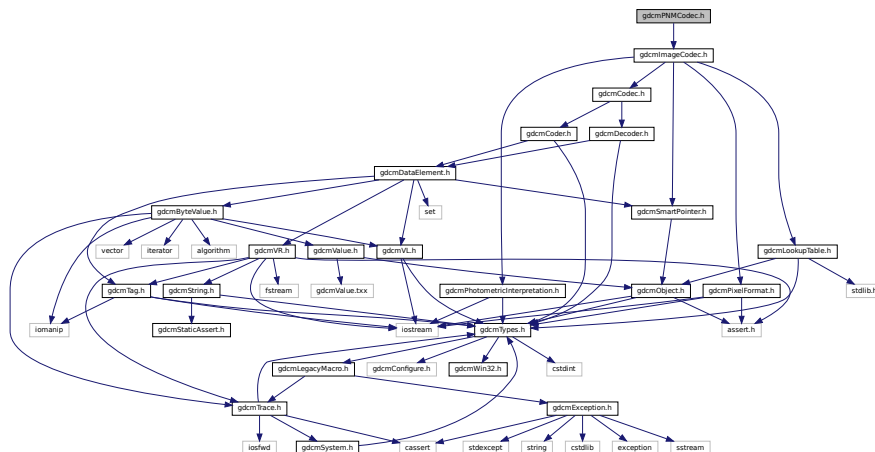 gdcmPNMCodec.h
gdcmImageCodec.h
gdcmCodec.h
gdcmCoder.h
gdcmDecoder.h
gdcmDataElement.h
gdcmByteValue.h
set
gdcmSmartPointer.h
vector
iterator
algorithm
gdcmVR.h
gdcmValue.h
gdcmVL.h
gdcmLookupTable.h
gdcmTag.h
gdcmString.h
fstream
gdcmValue.txx
gdcmPhotometricInterpretation.h
gdcmObject.h
gdcmPixelFormat.h
stdlib.h
iomanip
gdcmStaticAssert.h
iostream
gdcmTypes.h
assert.h
gdcmLegacyMacro.h
gdcmConfigure.h
gdcmWin32.h
cstdint
gdcmTrace.h
gdcmException.h
iosfwd
gdcmSystem.h
cassert
stdexcept
string
cstdlib
exception
sstream